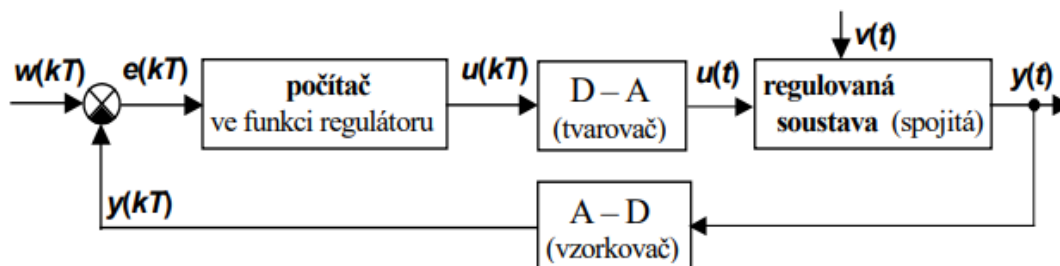 w(kT)
e(kT)
počítač
ve funkci regulátoru
u(kT)
D – A
(tvarovač)
u(t)
v(t)
regulovaná
soustava (spojitá)
y(t)
y(kT)
A – D
(vzorkovač)